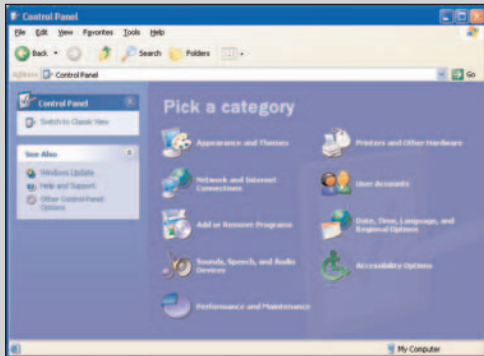 Control Panel
File Edit View Favorites Tools Help
Back Search Folders
Address Control Panel Go
Control Panel
Switch to Classic View
See Also
Windows Update
Help and Support
Other Control Panel
Options
Pick a category
Appearance and Themes
Printers and Other Hardware
Network and Internet
Connections
User Accounts
Add or Remove Programs
Date, Time, Language, and
Regional Options
Sounds, Speech, and Audio
Devices
Accessibility Options
Performance and Maintenance
My Computer